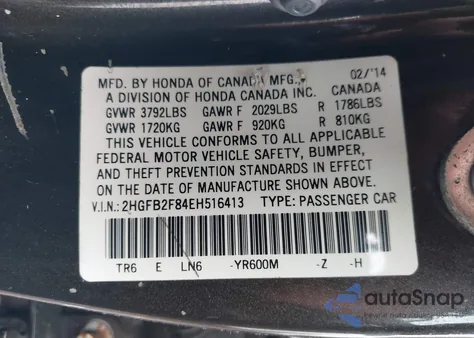 MFD. BY HONDA OF CANADA MFG., 02/'14
A DIVISION OF HONDA CANADA INC. CANADA
GVWR 3792LBS GAWR F 2029LBS R 1786LBS
GVWR 1720KG GAWR F 920KG R 810KG
THIS VEHICLE CONFORMS TO ALL APPLICABLE
FEDERAL MOTOR VEHICLE SAFETY, BUMPER,
AND THEFT PREVENTION STANDARDS IN EFFECT
ON THE DATE OF MANUFACTURE SHOWN ABOVE.
V.I.N.: 2HGFB2F84EH516413 TYPE: PASSENGER CAR
TR6 E LN6 -YR600M -Z -H
autoSnap